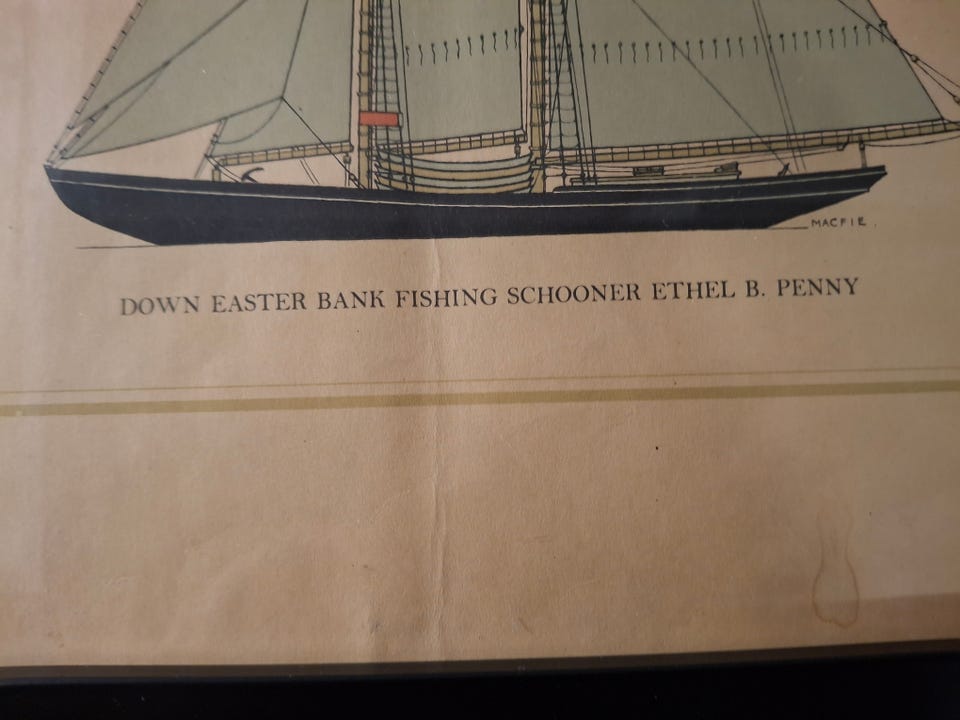 MACFIE.
DOWN EASTER BANK FISHING SCHOONER ETHEL B. PENNY